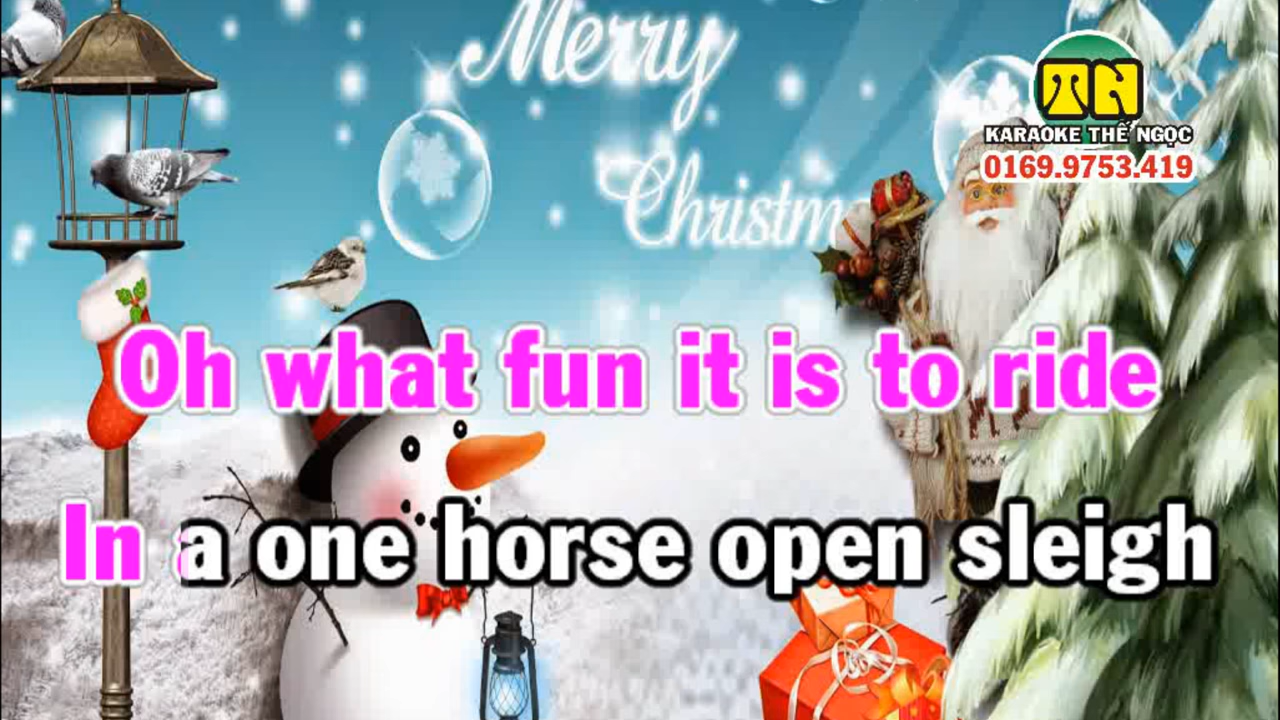 Merry
Christm
TN
KARAOKE THẾ NGỌC
0169.9753.419
Oh what fun it is to ride
In a one horse open sleigh